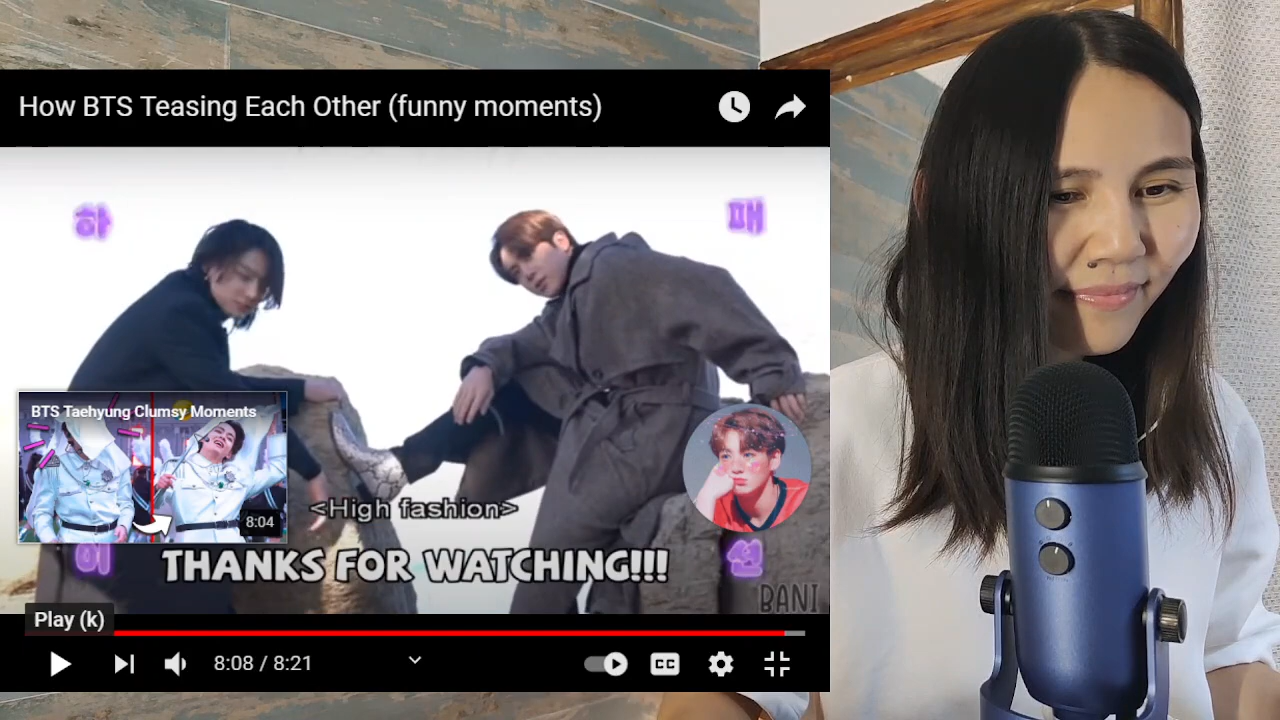 How BTS Teasing Each Other (funny moments)
하
패
BTS Taehyung Clumsy Moments
8:04
<High fashion>
이
션
THANKS FOR WATCHING!!!
BANI
Play (k)
8:08 / 8:21
CC